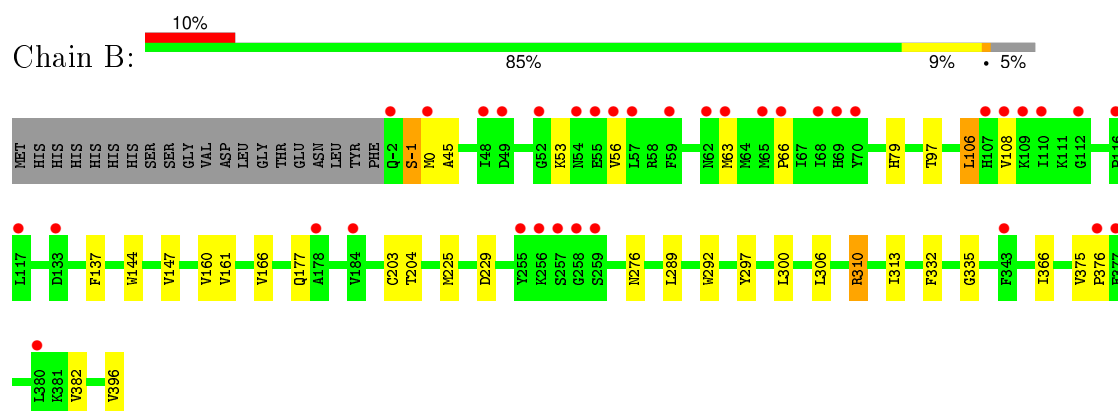 10%
Chain B:
85% 9% • 5%
MET HIS HIS HIS HIS HIS HIS SER SER GLY VAL ASP LEU GLY THR GLU ASN LEU TYR PHE Q-2 S-1 M0 A45 I48 D49 G52 K53 N54 E55 V56 L57 R58 F59 N62 M63 M64 M65 P66 I67 I68 H69 Y70 H79 T97 L106 H107 V108 K109 I110 K111 G112
L117 D133 F137 W144 V147 V160 V161 V166 Q177 A178 V184 C203 T204 M225 D229 Y255 K256 S257 G258 S259 N276 L289 W292 Y297 L300 L306 R310 I313 F332 G335 F343 I366 V375 P376
L380 K381 V382 V396